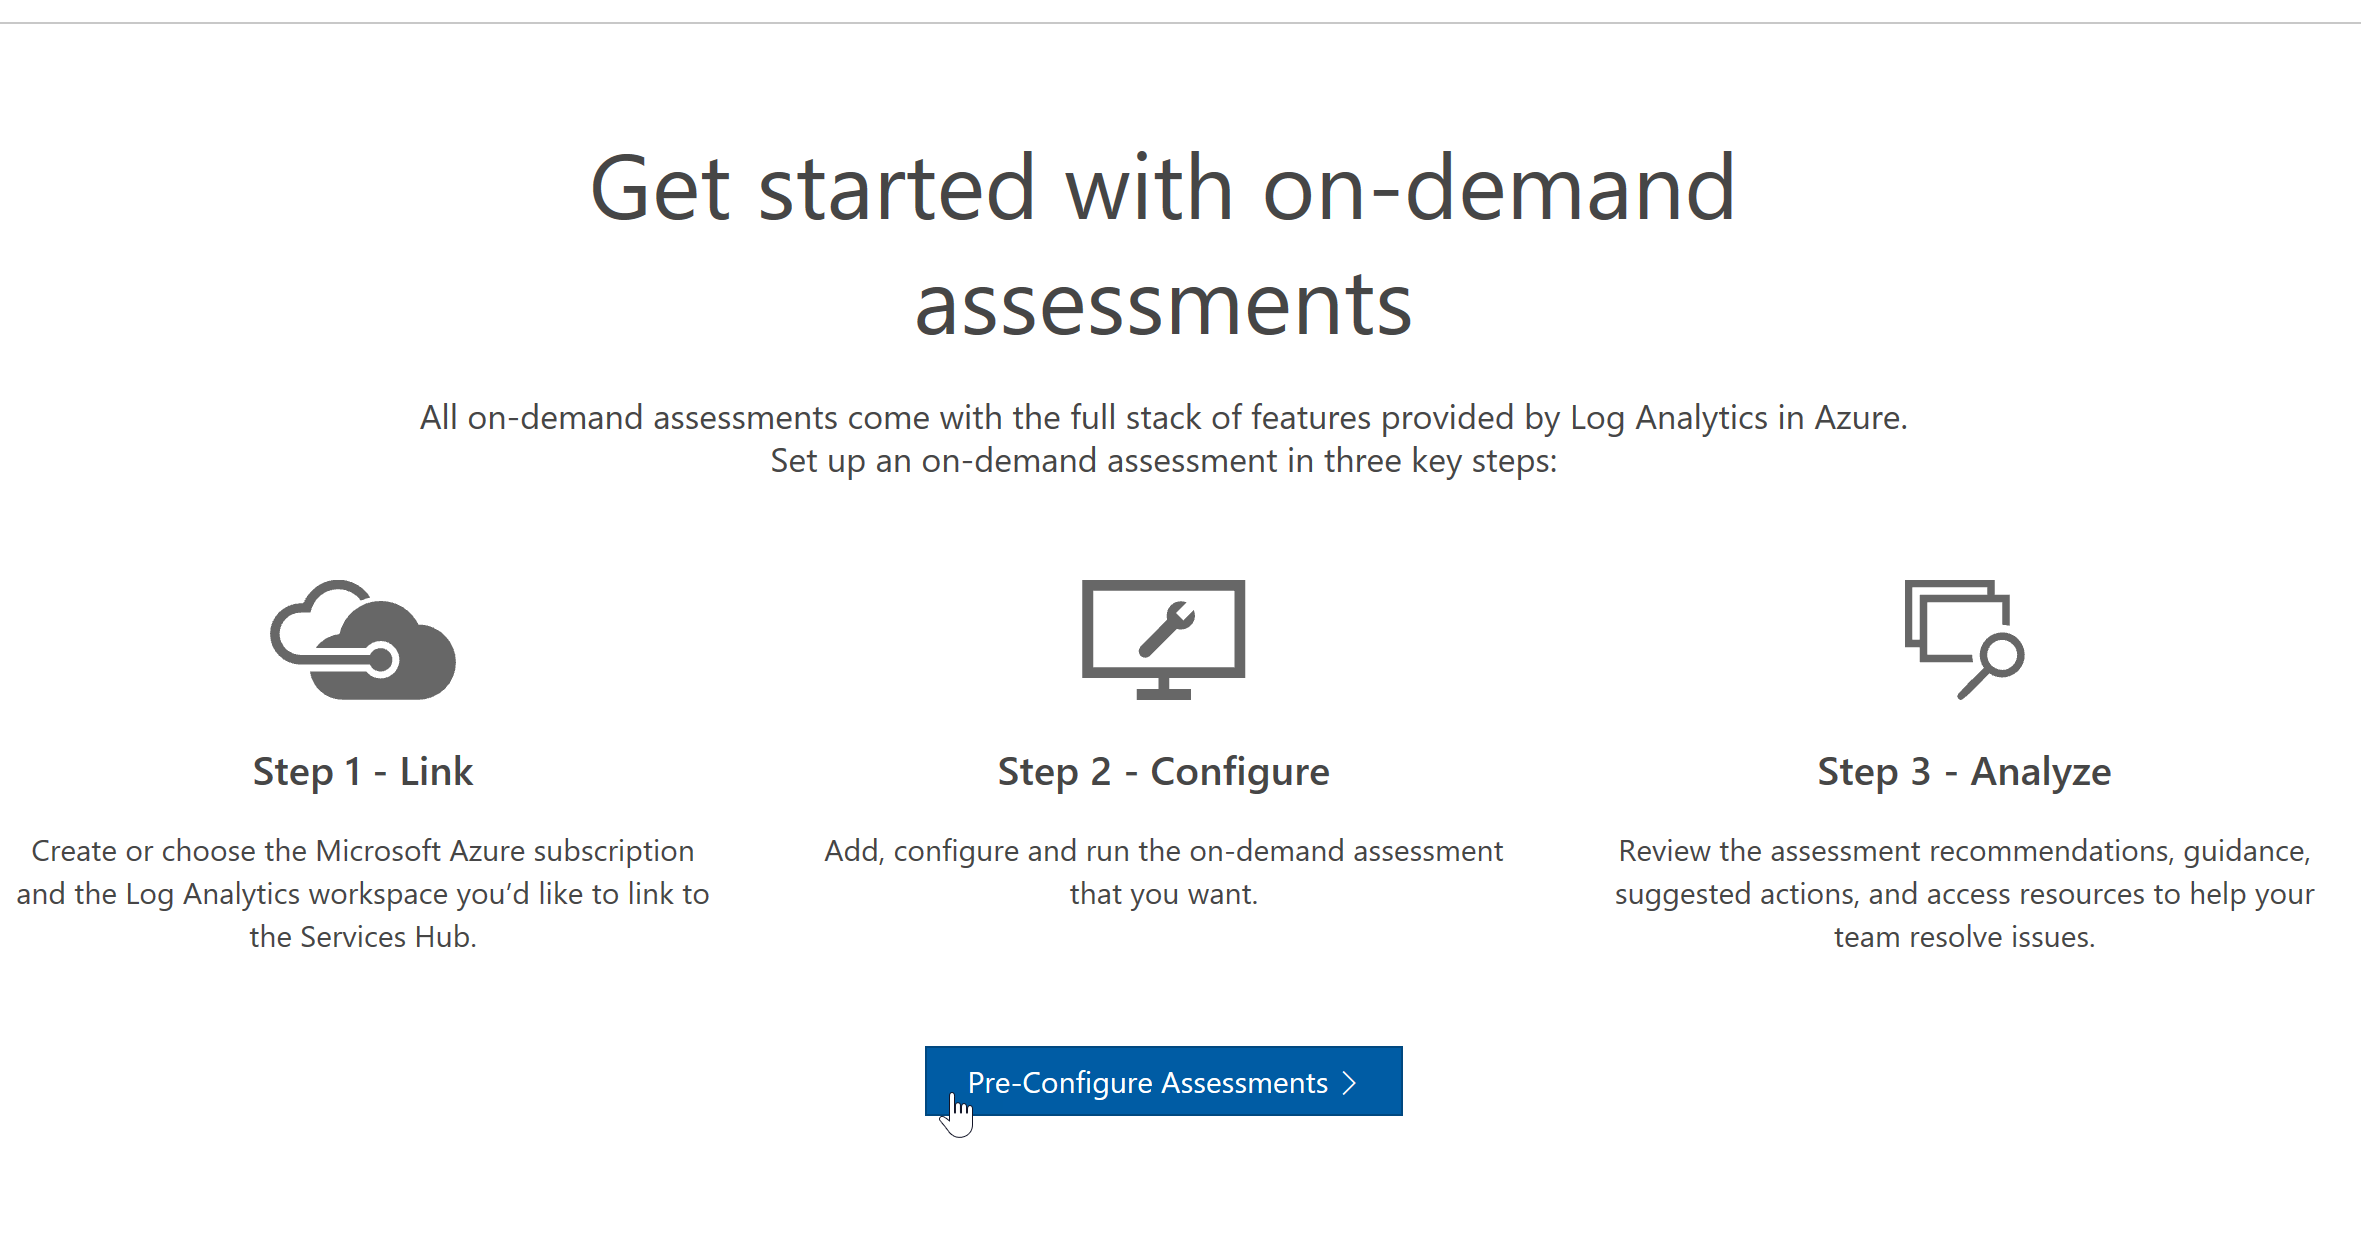 Get started with on-demand
assessments
All on-demand assessments come with the full stack of features provided by Log Analytics in Azure.
Set up an on-demand assessment in three key steps:
Step 1 - Link
Create or choose the Microsoft Azure subscription
and the Log Analytics workspace you’d like to link to
the Services Hub.
Step 2 - Configure
Add, configure and run the on-demand assessment
that you want.
Step 3 - Analyze
Review the assessment recommendations, guidance,
suggested actions, and access resources to help your
team resolve issues.
Pre-Configure Assessments